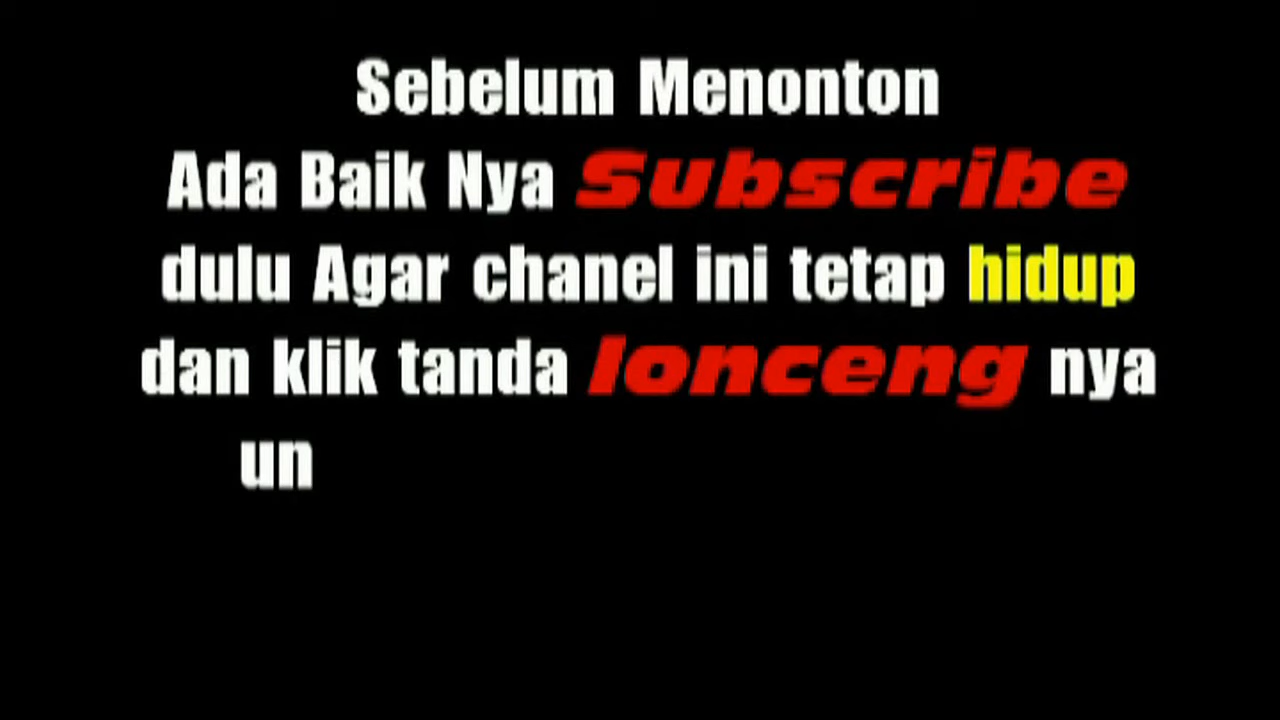 Sebelum Menonton
Ada Baik Nya Subscribe
dulu Agar chanel ini tetap hidup
dan klik tanda lonceng nya
un